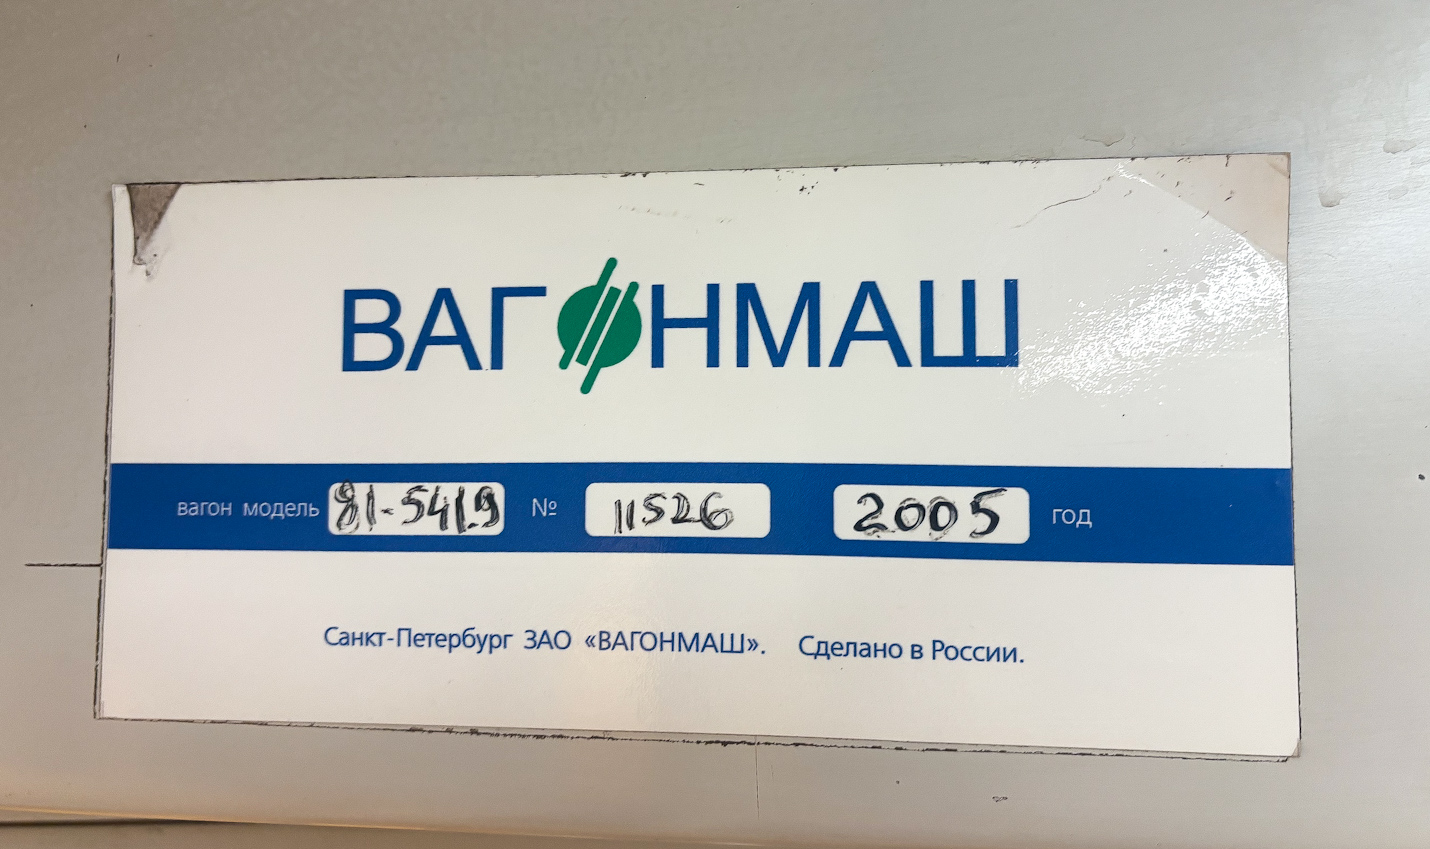 ВАГОНМАШ
вагон модель 81-541.9 № 11526 2005 год
Санкт-Петербург ЗАО «ВАГОНМАШ». Сделано в России.